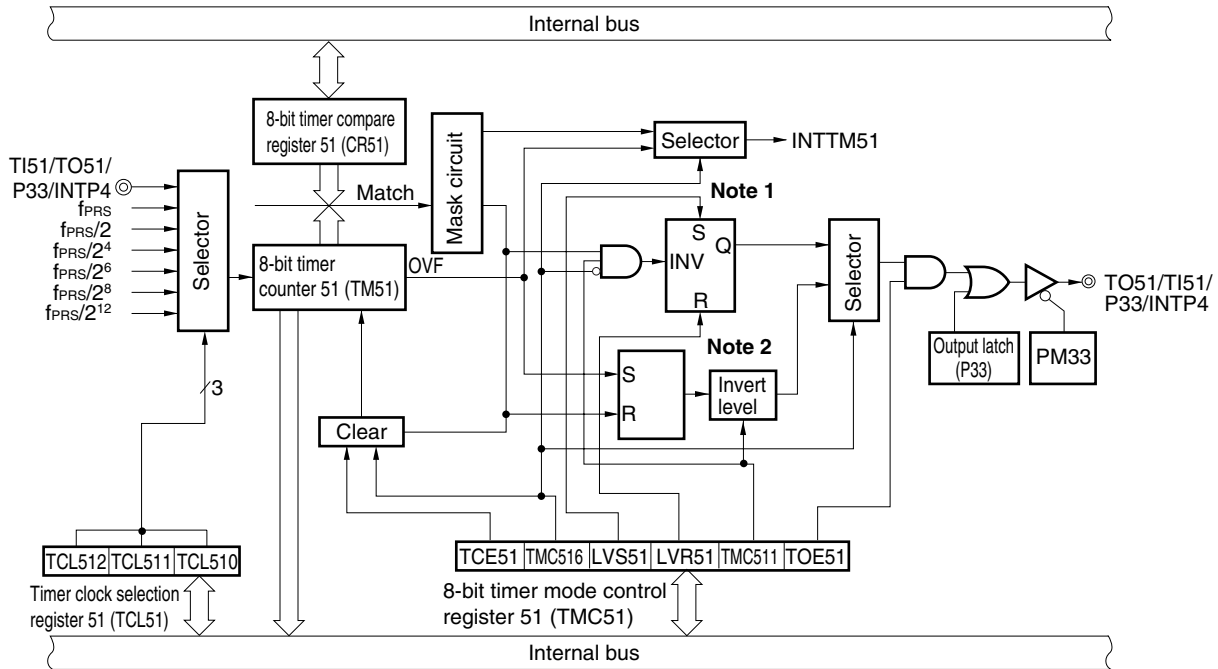 Internal bus
8-bit timer compare
register 51 (CR51)
TI51/TO51/
P33/INTP4
fPRS
fPRS/2
fPRS/2⁴
fPRS/2⁶
fPRS/2⁸
fPRS/2¹²
Selector
Match
Mask circuit
Selector
INTTM51
Note 1
8-bit timer
counter 51 (TM51)
OVF
S
INV
Q
R
Selector
TO51/TI51/
P33/INTP4
Output latch
(P33)
PM33
Note 2
S
R
Invert
level
3
Clear
TCL512 TCL511 TCL510
Timer clock selection
register 51 (TCL51)
TCE51 TMC516 LVS51 LVR51 TMC511 TOE51
8-bit timer mode control
register 51 (TMC51)
Internal bus